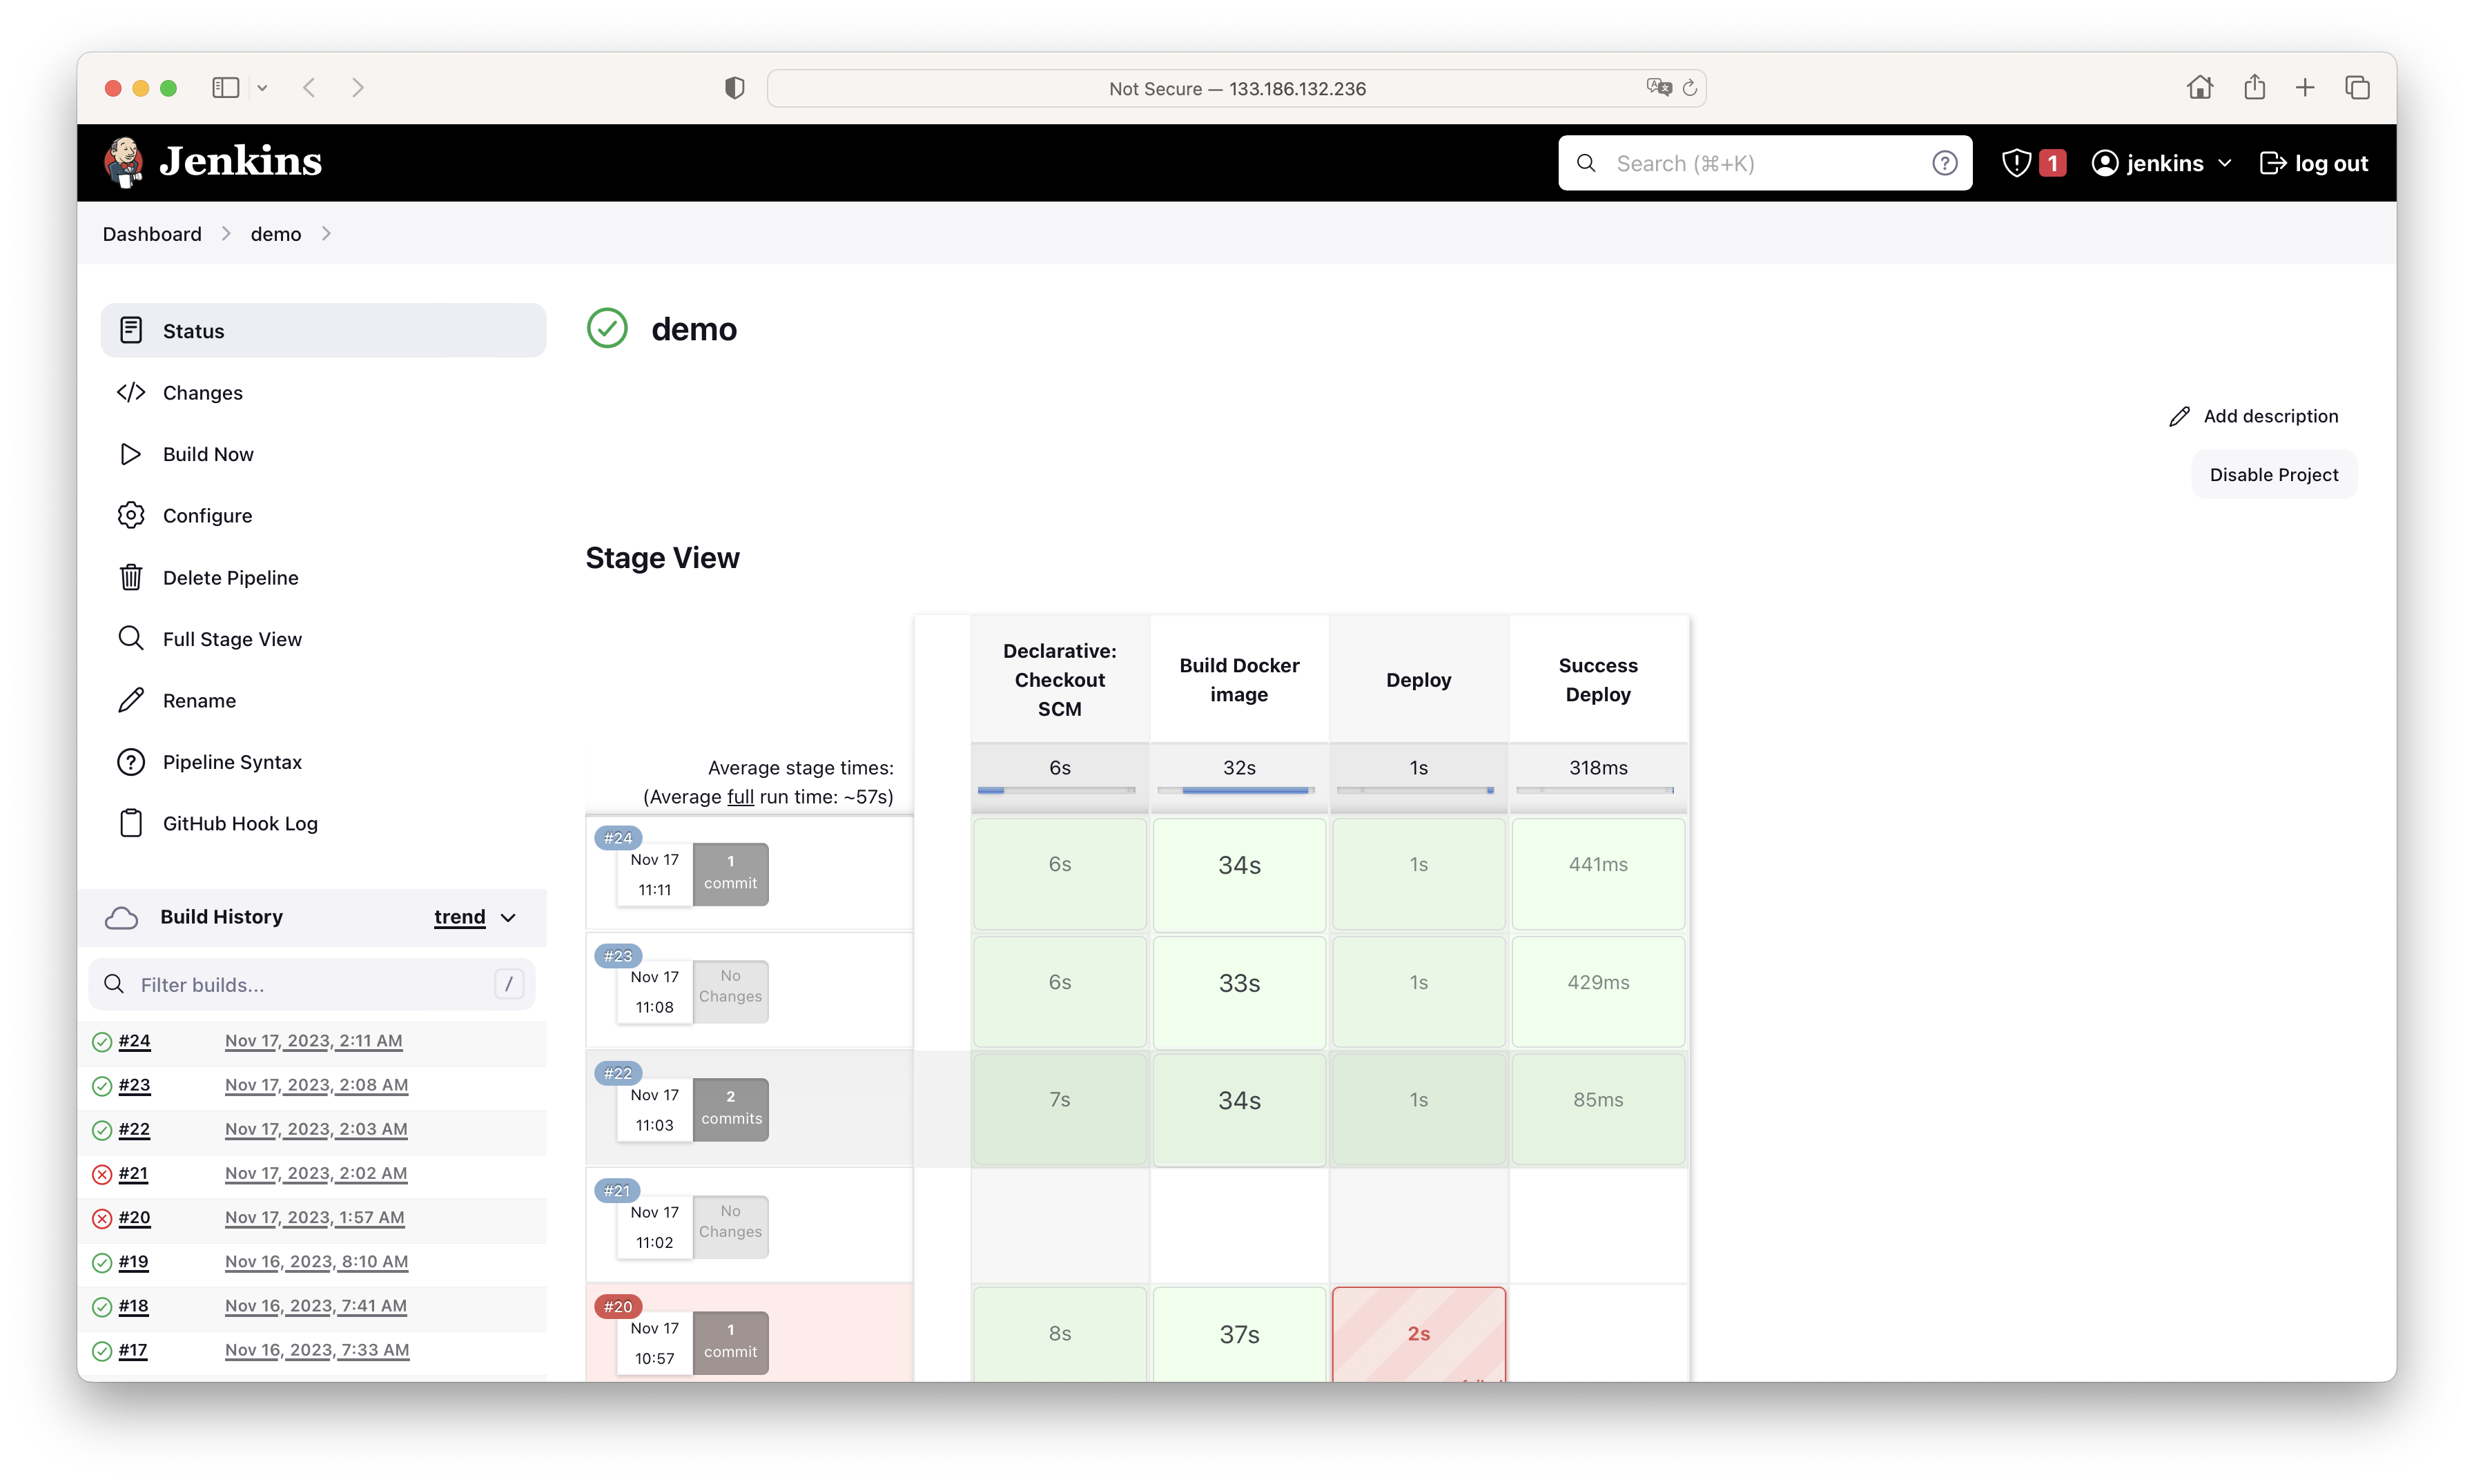 Not Secure — 133.186.132.236
Jenkins
Search (⌘+K)
1
jenkins
log out
Dashboard
demo
Status
Changes
Build Now
Configure
Delete Pipeline
Full Stage View
Rename
Pipeline Syntax
GitHub Hook Log
Build History
trend
Filter builds...
/
#24 Nov 17, 2023, 2:11 AM
#23 Nov 17, 2023, 2:08 AM
#22 Nov 17, 2023, 2:03 AM
#21 Nov 17, 2023, 2:02 AM
#20 Nov 17, 2023, 1:57 AM
#19 Nov 16, 2023, 8:10 AM
#18 Nov 16, 2023, 7:41 AM
#17 Nov 16, 2023, 7:33 AM
demo
Add description
Disable Project
Stage View
Declarative:
Checkout
SCM
Build Docker
image
Deploy
Success
Deploy
Average stage times:
(Average full run time: ~57s)
6s
32s
1s
318ms
#24
Nov 17
11:11
1
commit
6s
34s
1s
441ms
#23
Nov 17
11:08
No
Changes
6s
33s
1s
429ms
#22
Nov 17
11:03
2
commits
7s
34s
1s
85ms
#21
Nov 17
11:02
No
Changes
#20
Nov 17
10:57
1
commit
8s
37s
2s